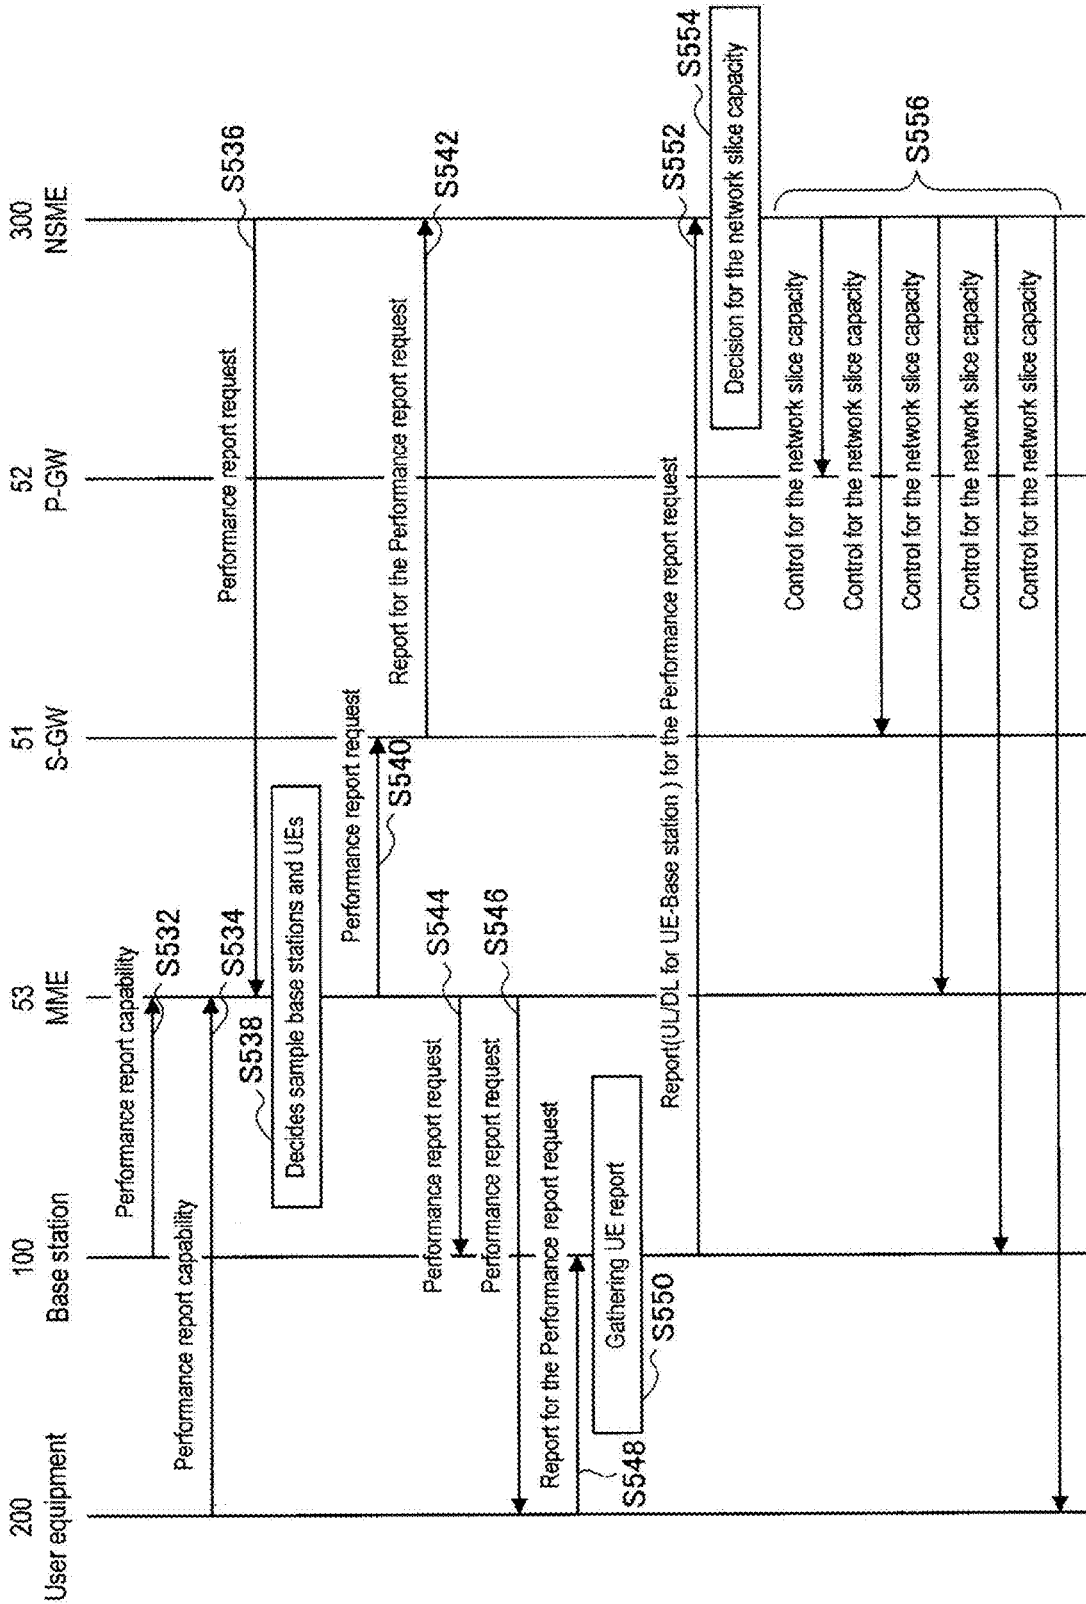 200
User equipment
100
Base station
53
MME
51
S-GW
52
P-GW
300
NSME
Performance report capability
S532
Performance report capability
S534
Performance report request
S536
S538
Decides sample base stations and UEs
Performance report request
S540
Report for the Performance report request
S542
Performance report request
S544
Performance report request
S546
Report for the Performance report request
S548
Gathering UE report
S550
Report(UL/DL for UE-Base station ) for the Performance report request
S552
S554
Decision for the network slice capacity
Control for the network slice capacity
Control for the network slice capacity
Control for the network slice capacity
Control for the network slice capacity
Control for the network slice capacity
S556